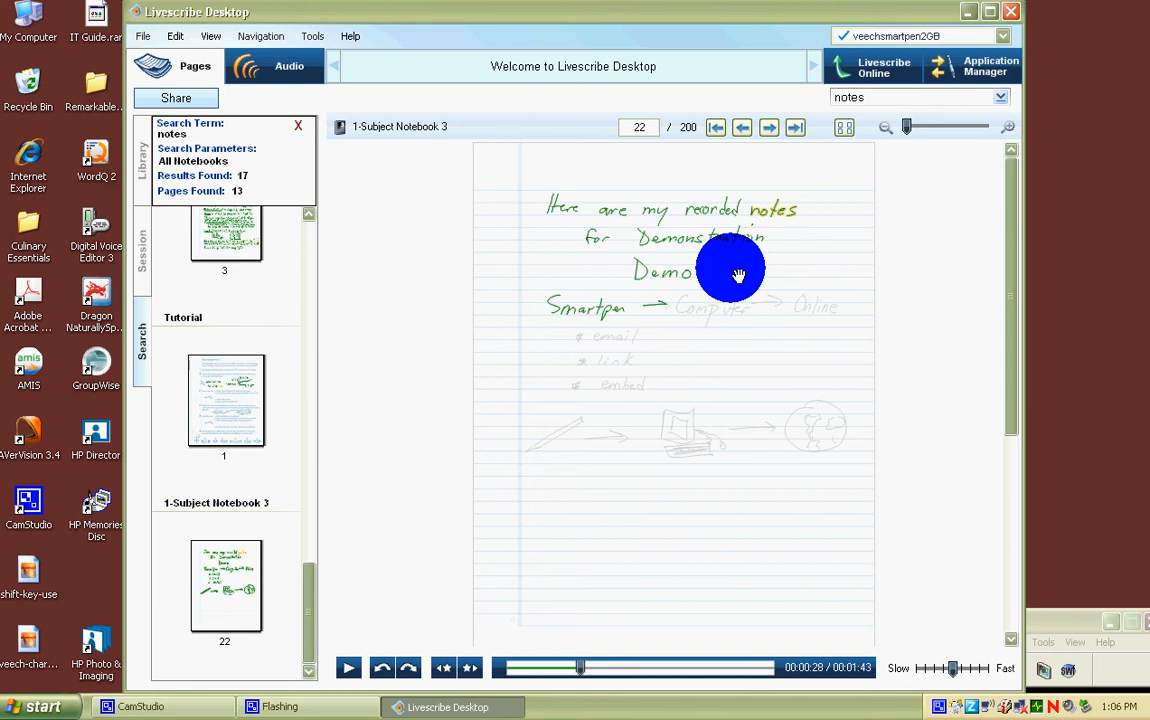 Livescribe Desktop
File Edit View Navigation Tools Help
veechsmartpen2GB
Pages Audio
Welcome to Livescribe Desktop
Livescribe Online
Application Manager
Share
notes
Search Term:
notes
X
Search Parameters:
All Notebooks
Results Found: 17
Pages Found: 13
1-Subject Notebook 3
22 / 200
Library
Session
Search
3
Tutorial
1
1-Subject Notebook 3
22
Here are my recorded notes
for Demonstration
Demo
Smartpen → Computer → Online
* email
* link
* embed
00:00:28 / 00:01:43
Slow Fast
My Computer
IT Guide.rar
Recycle Bin
Remarkable...
Internet Explorer
WordQ 2
Culinary Essentials
Digital Voice Editor 3
Adobe Acrobat ...
Dragon NaturallySp...
AMIS
GroupWise
AVerVision 3.4
HP Director
CamStudio
HP Memories Disc
shift-key-use
veech-char...
HP Photo & Imaging
Tools View Help
start
CamStudio
Flashing
Livescribe Desktop
1:06 PM